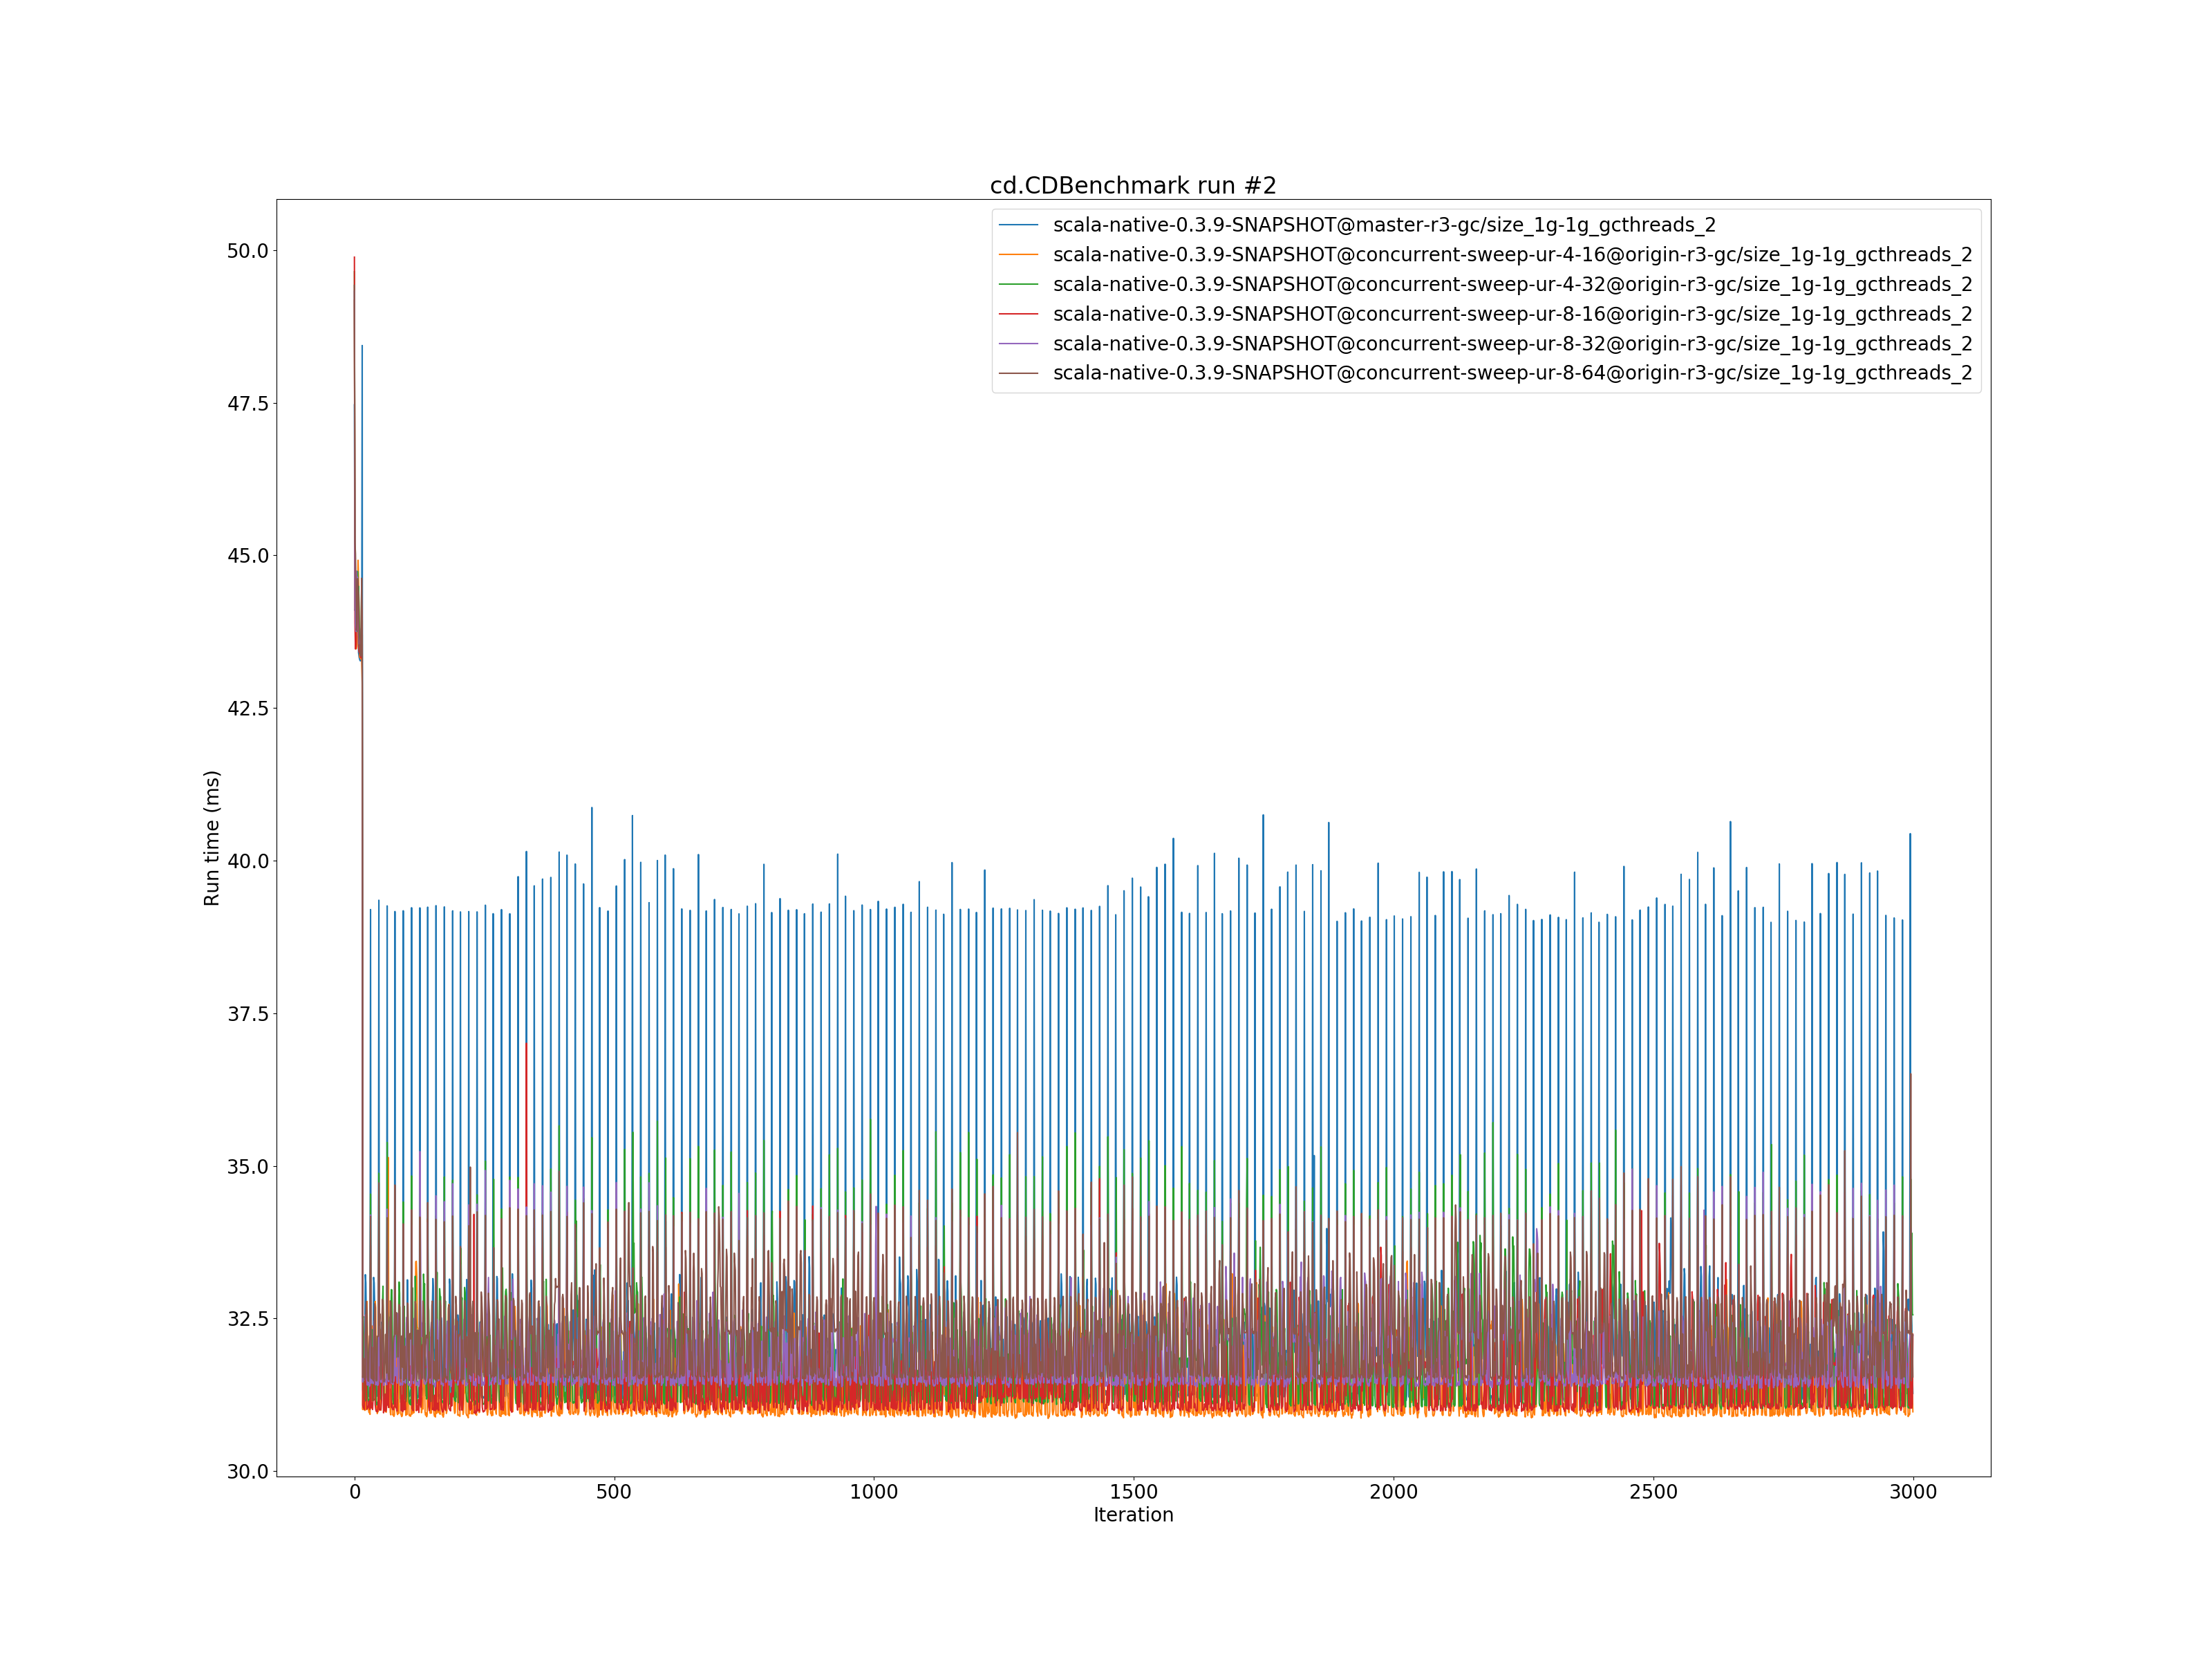 cd.CDBenchmark run #2
scala-native-0.3.9-SNAPSHOT@master-r3-gc/size_1g-1g_gcthreads_2
scala-native-0.3.9-SNAPSHOT@concurrent-sweep-ur-4-16@origin-r3-gc/size_1g-1g_gcthreads_2
scala-native-0.3.9-SNAPSHOT@concurrent-sweep-ur-4-32@origin-r3-gc/size_1g-1g_gcthreads_2
scala-native-0.3.9-SNAPSHOT@concurrent-sweep-ur-8-16@origin-r3-gc/size_1g-1g_gcthreads_2
scala-native-0.3.9-SNAPSHOT@concurrent-sweep-ur-8-32@origin-r3-gc/size_1g-1g_gcthreads_2
scala-native-0.3.9-SNAPSHOT@concurrent-sweep-ur-8-64@origin-r3-gc/size_1g-1g_gcthreads_2
50.0
47.5
45.0
42.5
40.0
37.5
35.0
32.5
30.0
Run time (ms)
0 500 1000 1500 2000 2500 3000
Iteration